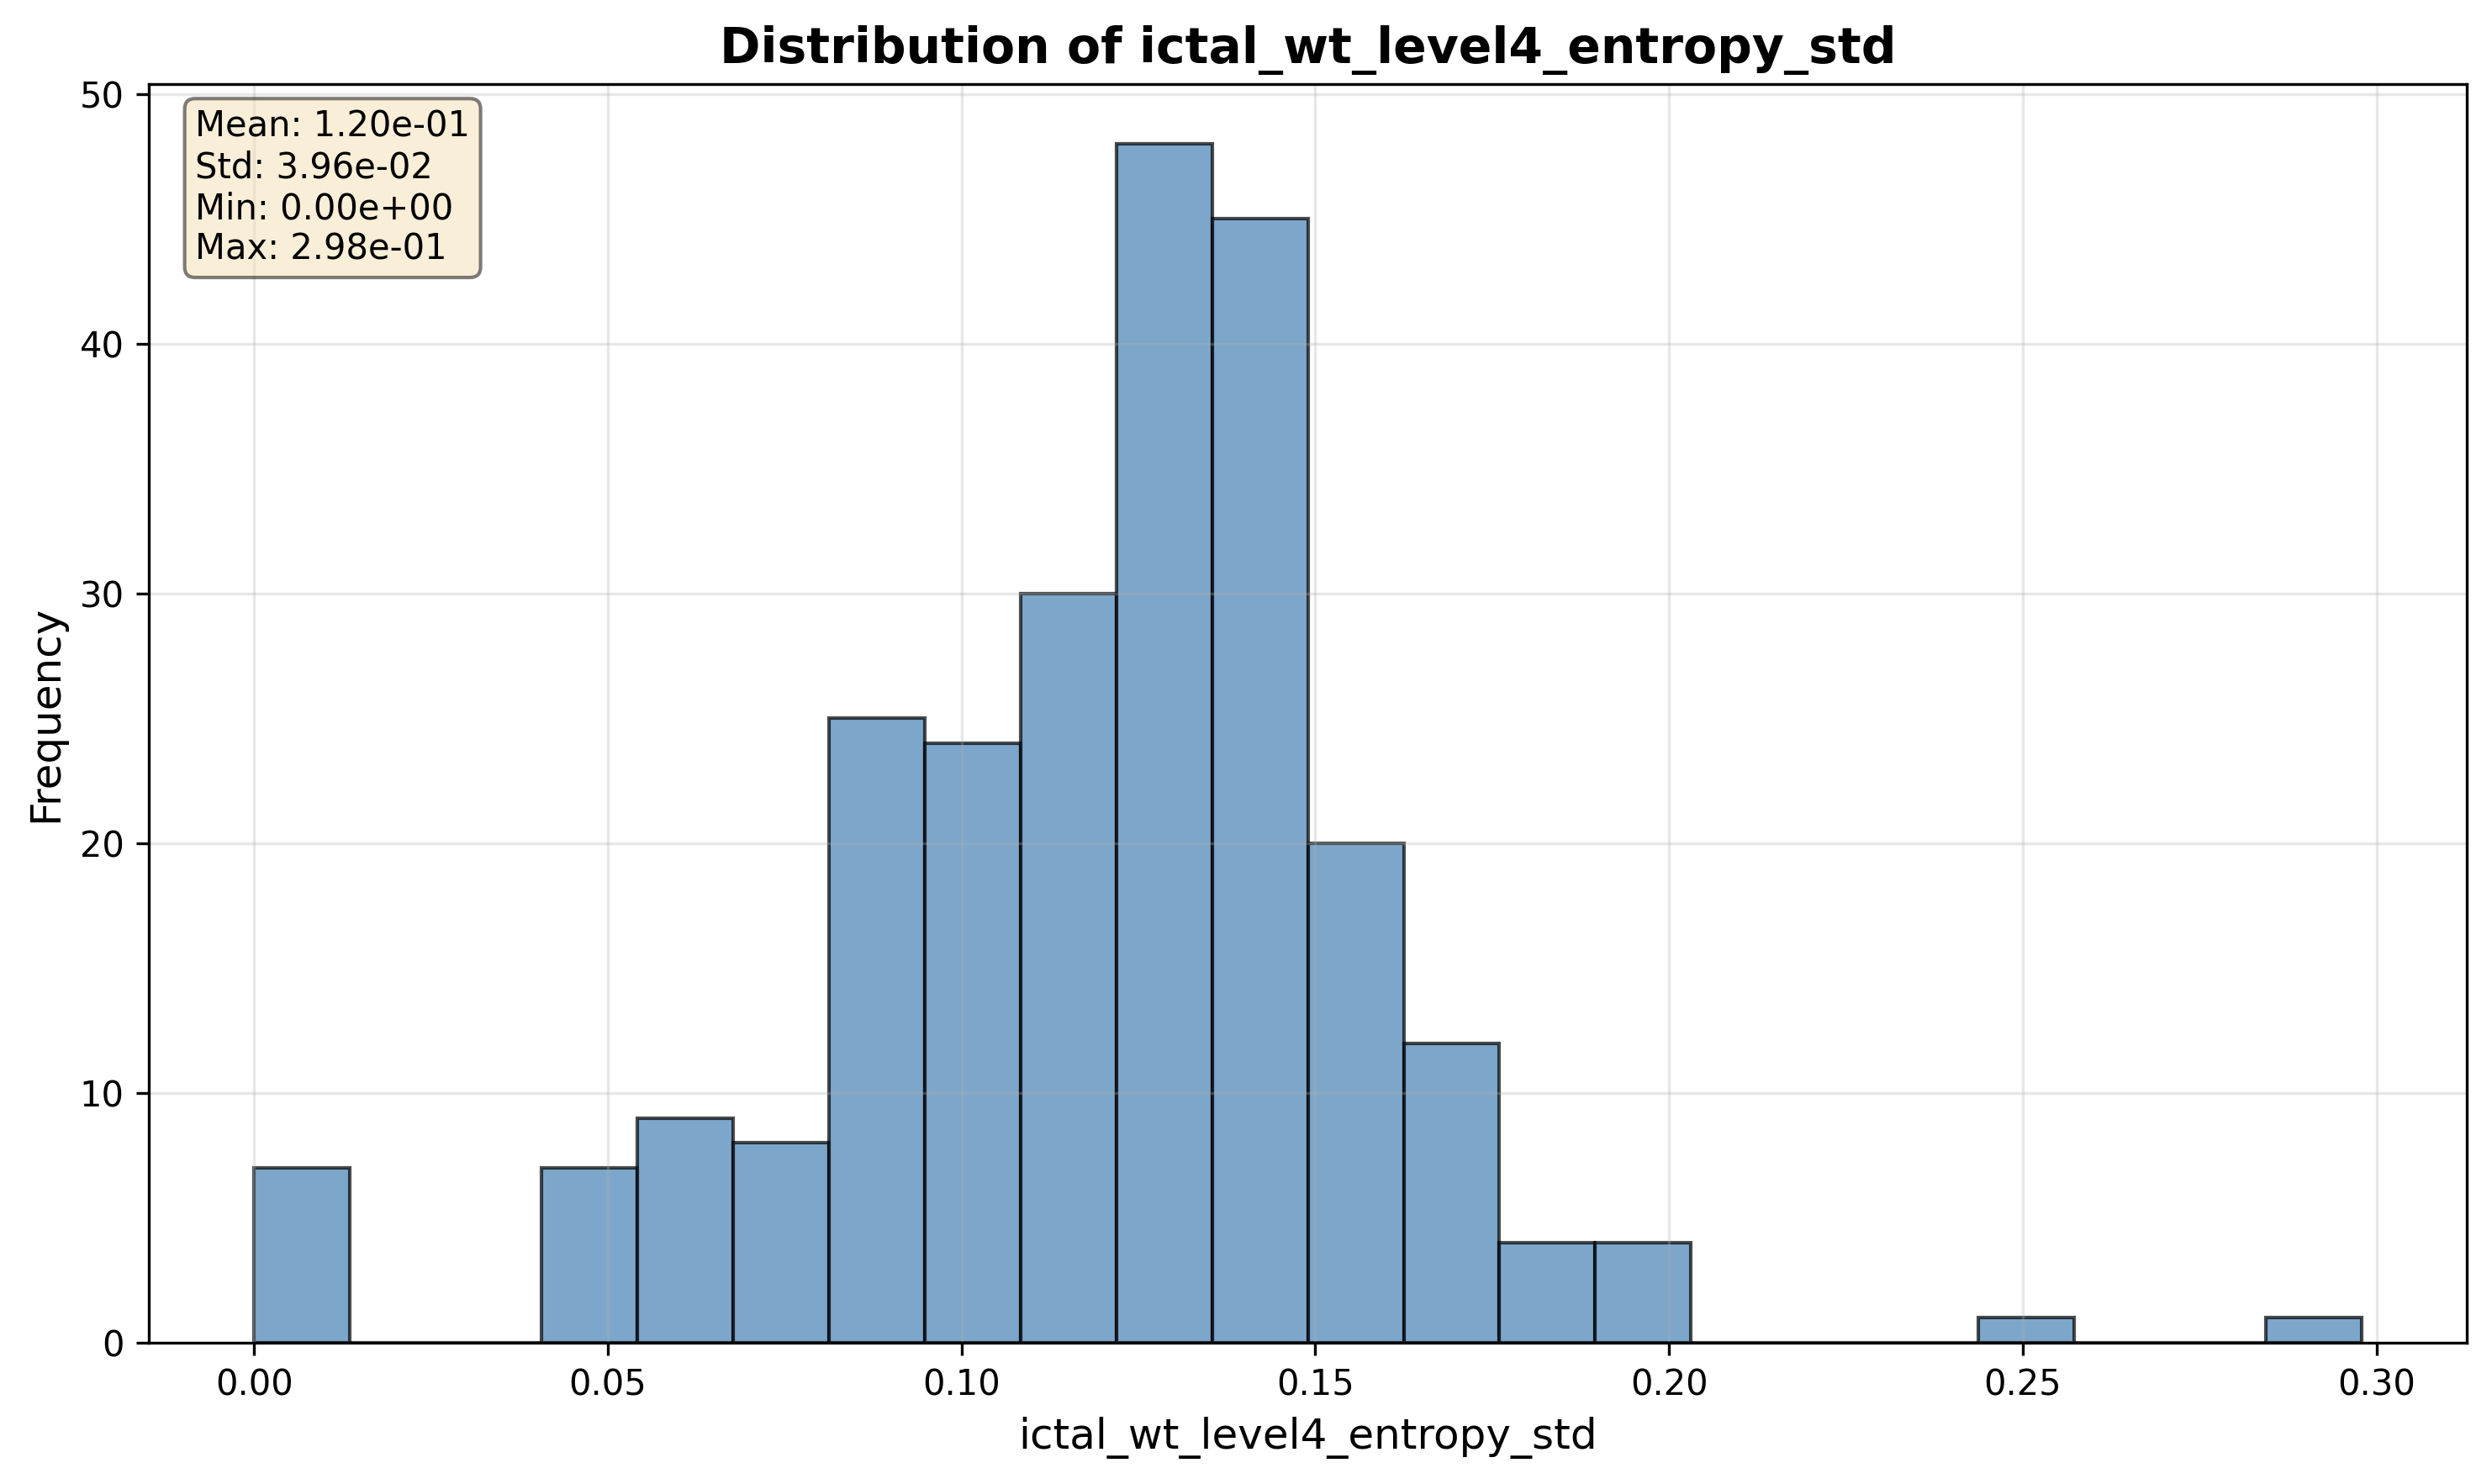 Distribution of ictal_wt_level4_entropy_std
Mean: 1.20e-01
Std: 3.96e-02
Min: 0.00e+00
Max: 2.98e-01
50
40
30
20
10
0
Frequency
0.00 0.05 0.10 0.15 0.20 0.25 0.30
ictal_wt_level4_entropy_std